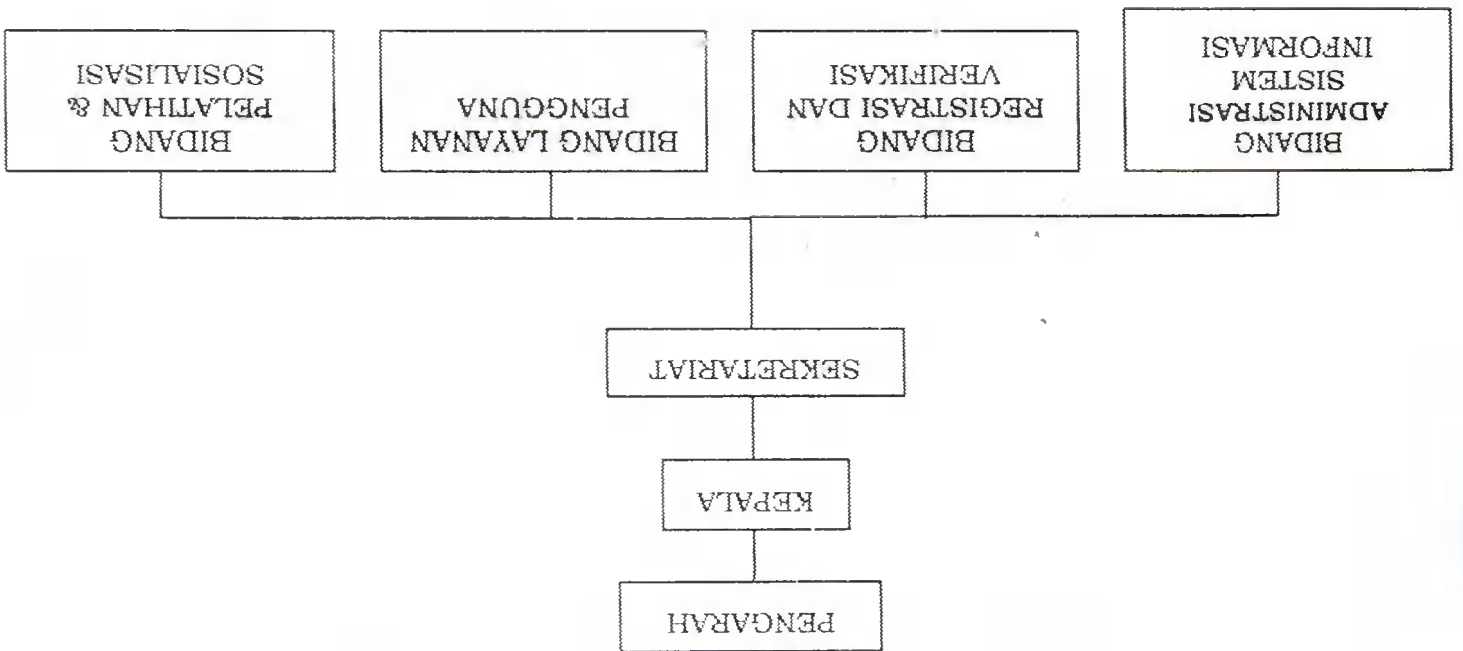 PENGARAH
KEPALA
SEKRETARIAT
BIDANG
ADMINISTRASI
SISTEM
INFORMASI
BIDANG
REGISTRASI DAN
VERIFIKASI
BIDANG LAYANAN
PENGGUNA
BIDANG
PELATIHAN &
SOSIALISASI